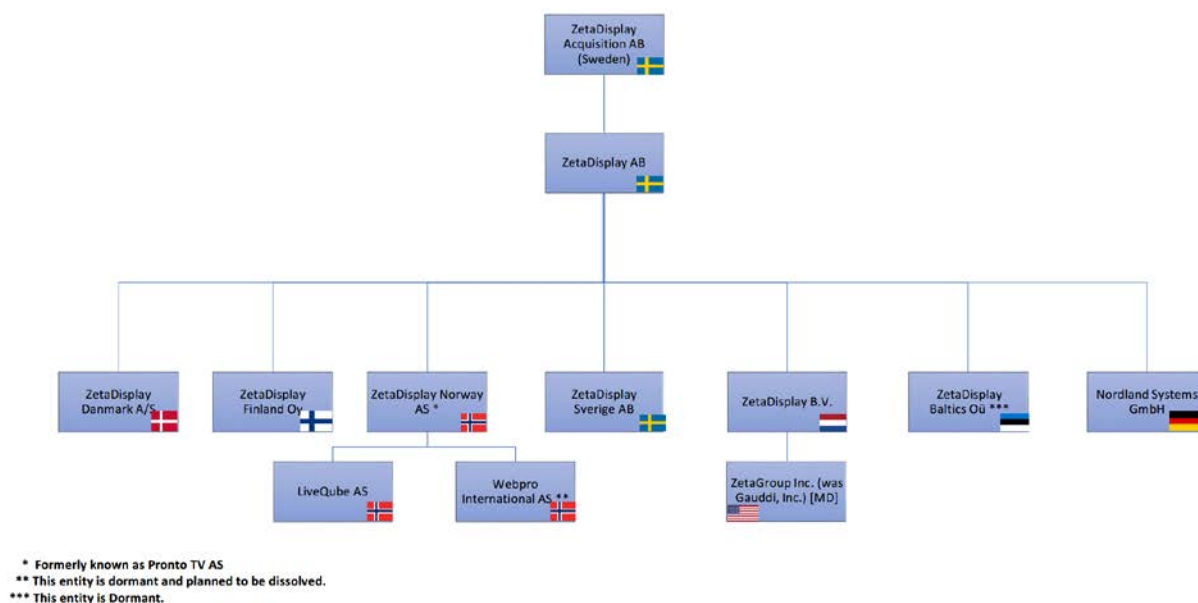 ZetaDisplay
Acquisition AB
(Sweden)
ZetaDisplay AB
ZetaDisplay
Danmark A/S
ZetaDisplay
Finland Oy
ZetaDisplay Norway
AS *
ZetaDisplay
Sverige AB
ZetaDisplay B.V.
ZetaDisplay
Baltics Oü ***
Nordland Systems
GmbH
LiveQube AS
Webpro
International AS **
ZetaGroup Inc. (was
Gauddi, Inc.) [MD]
* Formerly known as Pronto TV AS
** This entity is dormant and planned to be dissolved.
*** This entity is Dormant.